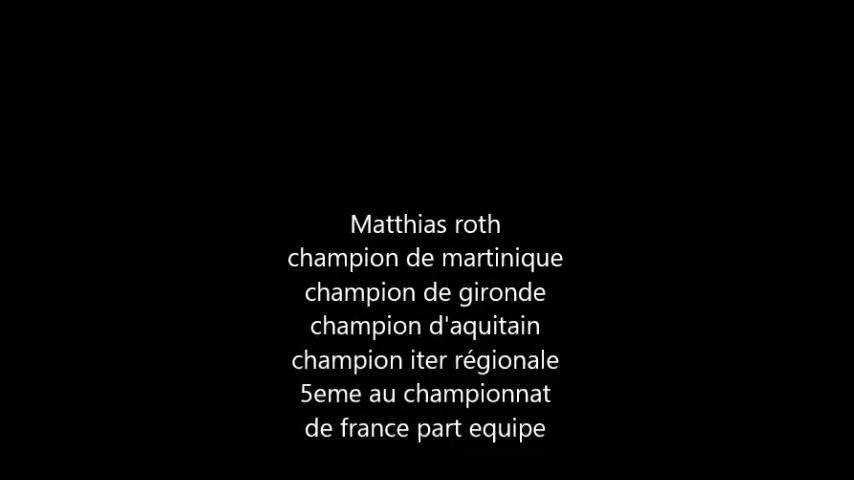 Matthias roth
champion de martinique
champion de gironde
champion d'aquitain
champion iter régionale
5eme au championnat
de france part equipe